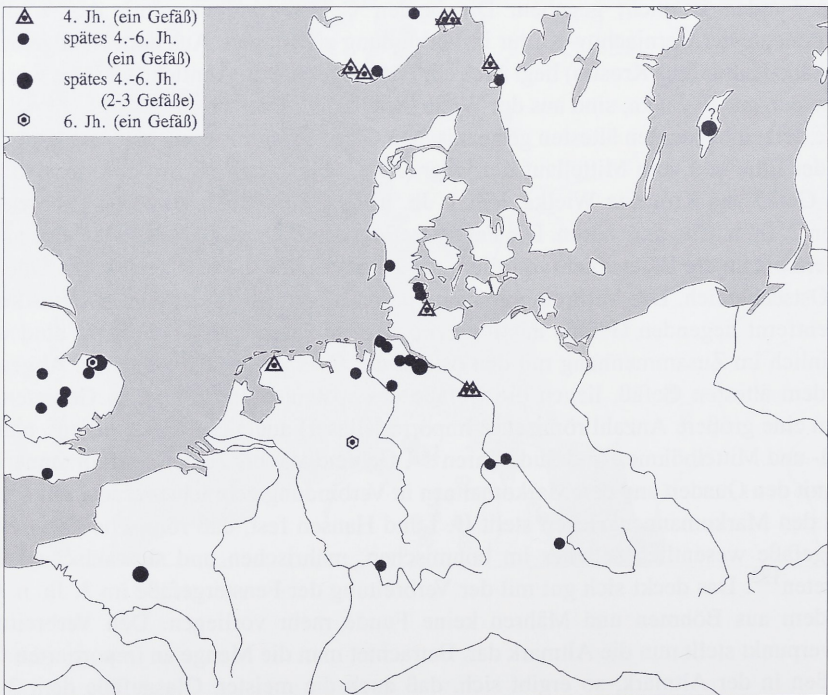 4. Jh. (ein Gefäß)
spätes 4.-6. Jh.
(ein Gefäß)
spätes 4.-6. Jh.
(2-3 Gefäße)
6. Jh. (ein Gefäß)
?